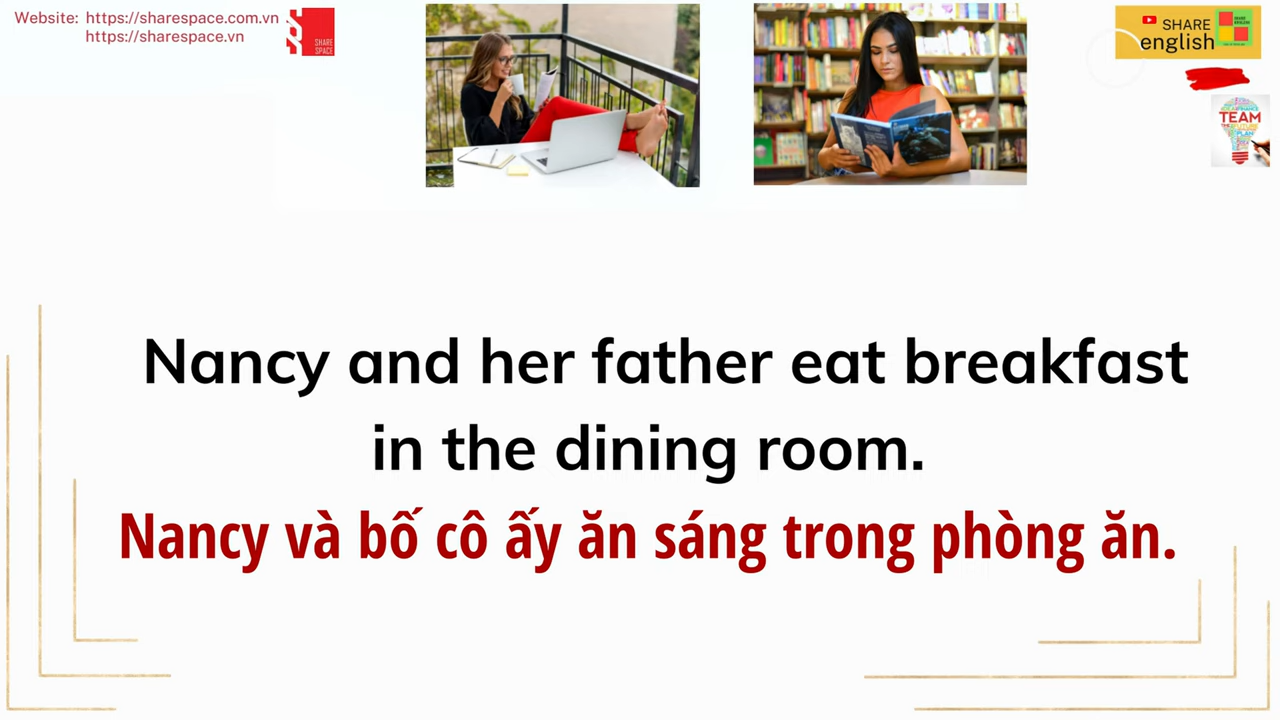 Website: https://sharespace.com.vn
https://sharespace.vn
SHARE
SPACE
SHARE
english
TEAM
Nancy and her father eat breakfast
in the dining room.
Nancy và bố cô ấy ăn sáng trong phòng ăn.